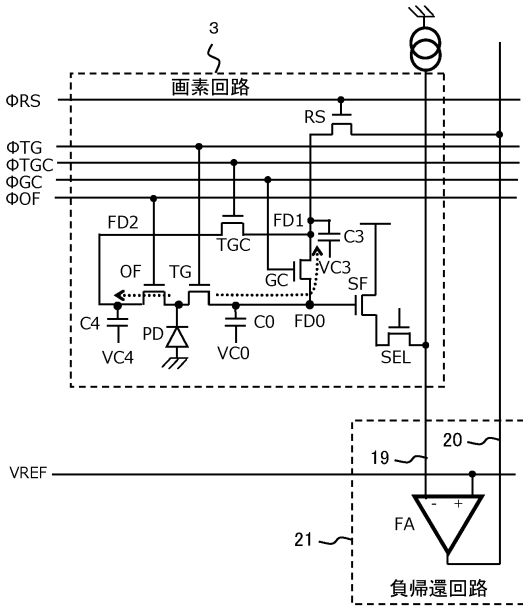 3
画素回路
ΦRS
RS
ΦTG
ΦTGC
ΦGC
ΦOF
FD2
TGC
FD1
C3
OF
TG
GC
VC3
SF
C4
PD
C0
FD0
VC4
VC0
SEL
19
20
VREF
FA
- +
21
負帰還回路